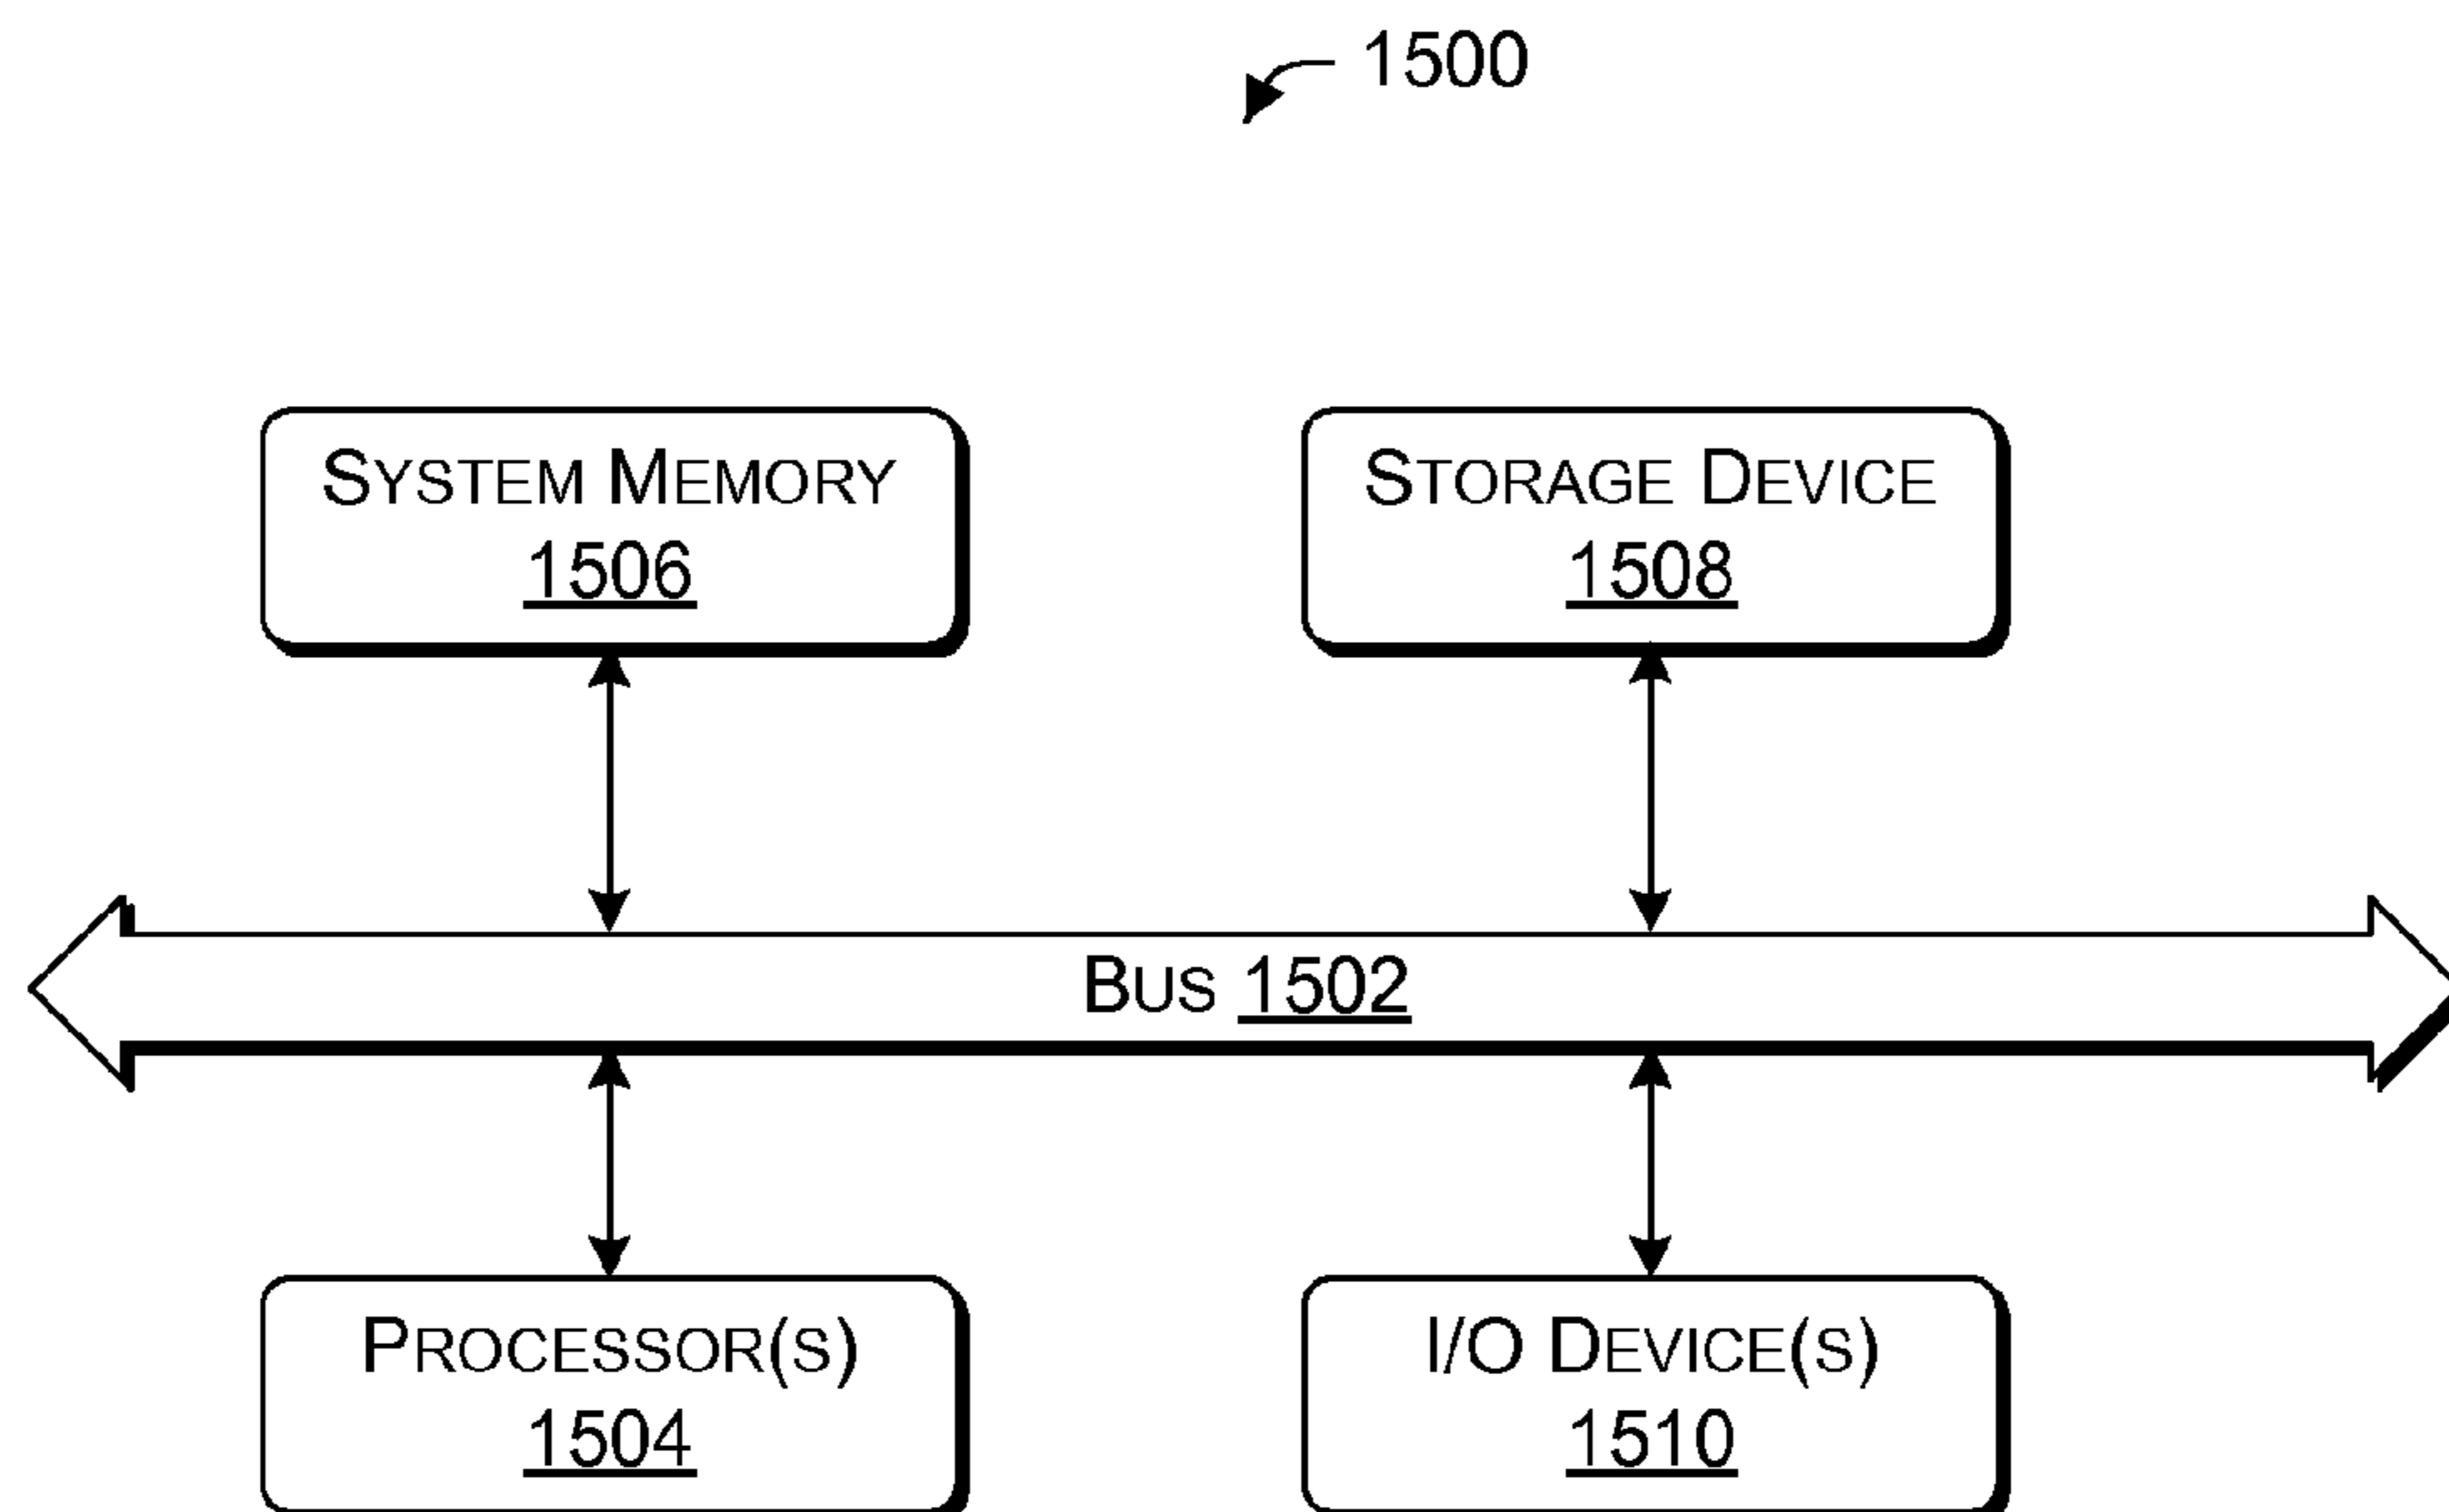 1500
SYSTEM MEMORY
1506
STORAGE DEVICE
1508
BUS 1502
PROCESSOR(S)
1504
I/O DEVICE(S)
1510